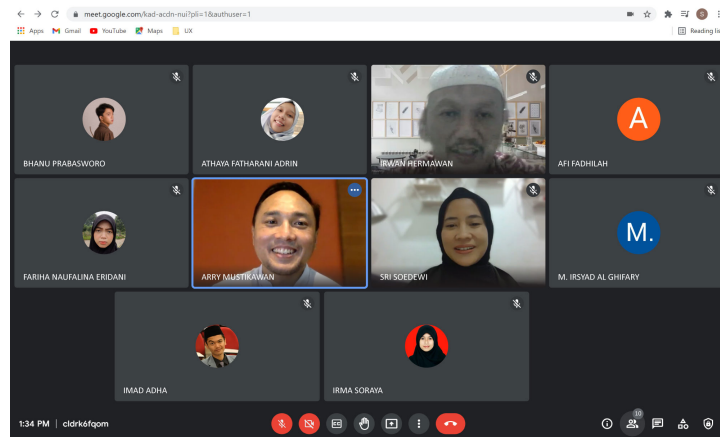 meet.google.com/kad-acdn-nui?pli=1&authuser=1
S
Apps Gmail YouTube Maps UX Reading lis
A
BHANU PRABASWORO ATHAYA FATHARANI ADRIN IRWAN HERMAWAN AFI FADHILAH
M.
FARIHA NAUFALINA ERIDANI ARRY MUSTIKAWAN SRI SOEDEWI M. IRSYAD AL GHIFARY
IMAD ADHA IRMA SORAYA
10
1:34 PM | cldrk6fqom CC